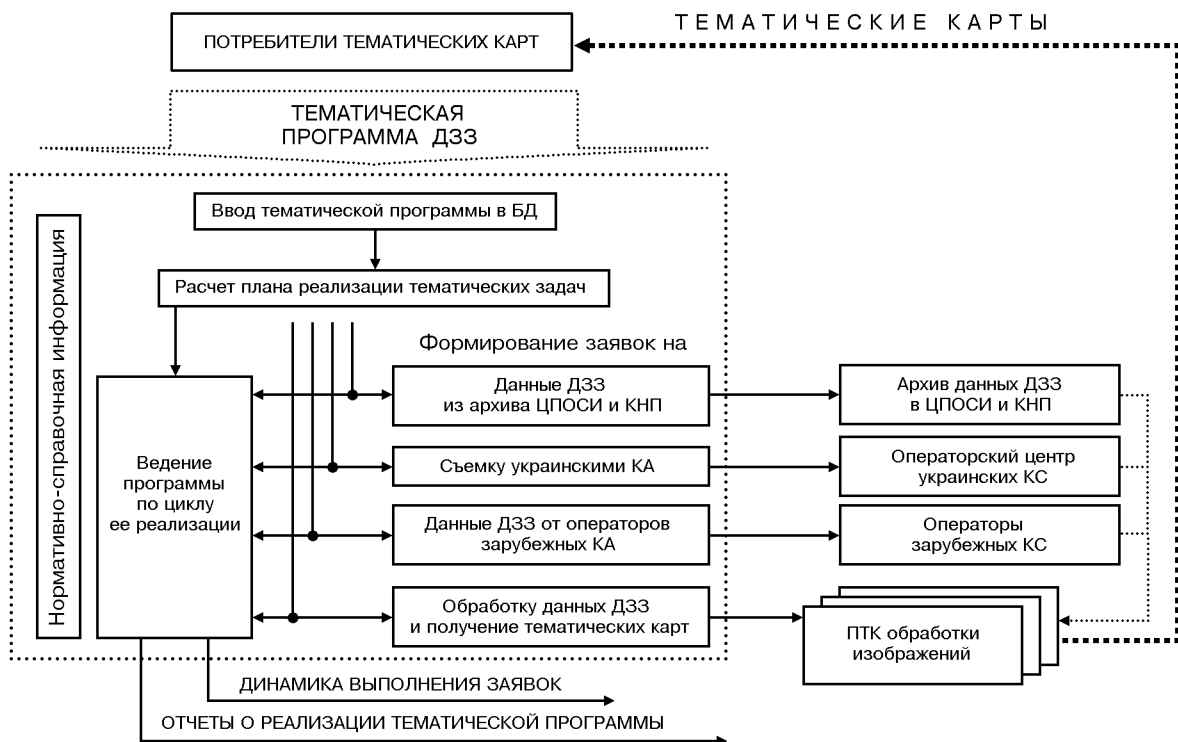 ТЕМАТИЧЕСКИЕ КАРТЫ
ПОТРЕБИТЕЛИ ТЕМАТИЧЕСКИХ КАРТ
ТЕМАТИЧЕСКАЯ
ПРОГРАММА ДЗЗ
Нормативно-справочная информация
Ввод тематической программы в БД
Расчет плана реализации тематических задач
Формирование заявок на
Ведение
программы
по циклу
ее реализации
Данные ДЗЗ
из архива ЦПОСИ и КНП
Архив данных ДЗЗ
в ЦПОСИ и КНП
Съемку украинскими КА
Операторский центр
украинских КС
Данные ДЗЗ от операторов
зарубежных КА
Операторы
зарубежных КС
Обработку данных ДЗЗ
и получение тематических карт
ПТК обработки
изображений
ДИНАМИКА ВЫПОЛНЕНИЯ ЗАЯВОК
ОТЧЕТЫ О РЕАЛИЗАЦИИ ТЕМАТИЧЕСКОЙ ПРОГРАММЫ